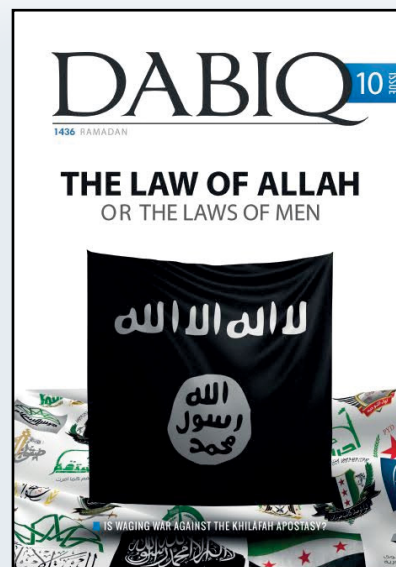 DABIQ
10
ISSUE
1436 RAMADAN
THE LAW OF ALLAH
OR THE LAWS OF MEN
لا اله الا الله
الله
رسول
محمد
PYD
IS WAGING WAR AGAINST THE KHILAFAH APOSTASY?